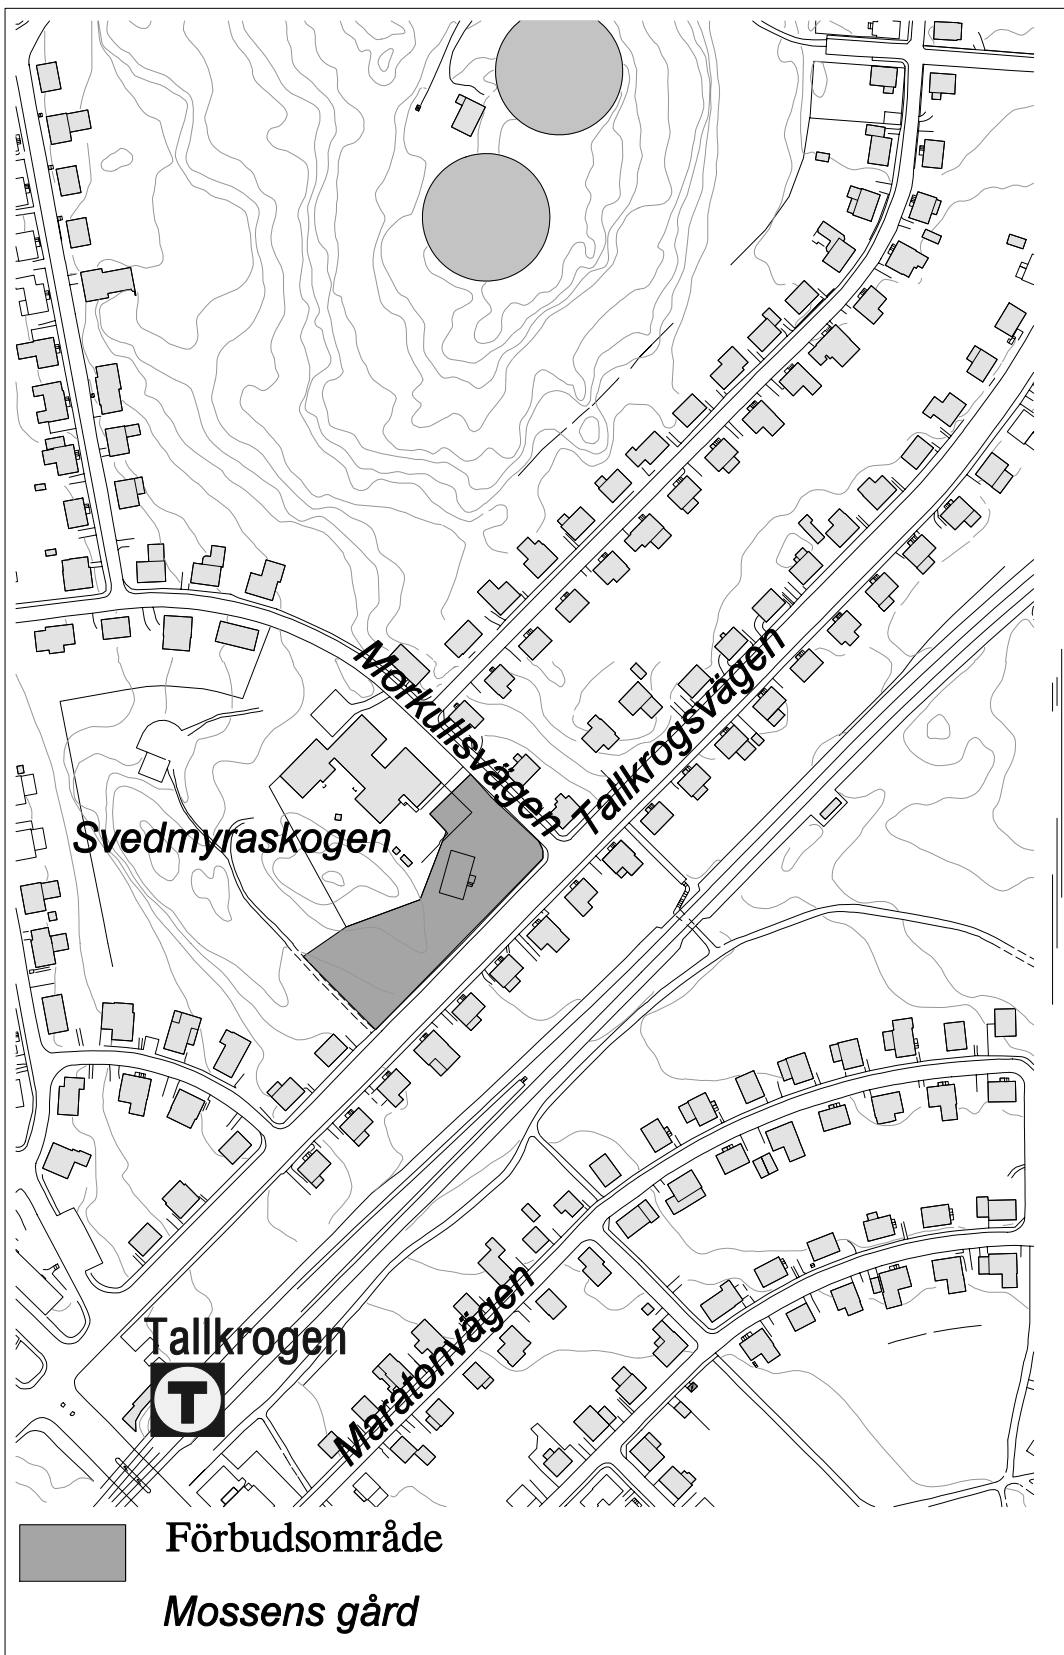 Morkullsvägen
Tallkrogsvägen
Svedmyraskogen
Maratonvägen
Tallkrogen
T
Förbudsområde
Mossens gård